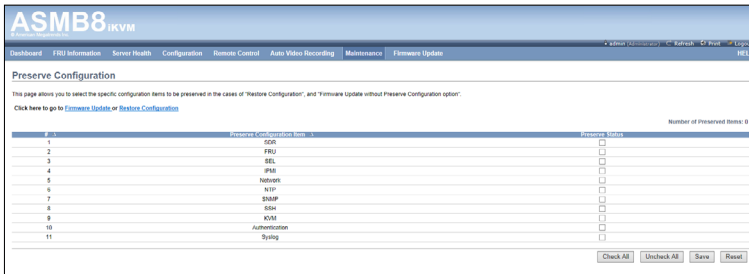 ASMB8 iKVM
admin (Administrator) Refresh Print Logou
Dashboard FRU Information Server Health Configuration Remote Control Auto Video Recording Maintenance Firmware Update HEL
Preserve Configuration
This page allows you to select the specific configuration items to be preserved in the cases of "Restore Configuration", and "Firmware Update without Preserve Configuration option".
Click here to go to Firmware Update or Restore Configuration
Number of Preserved Items: 0
# Preserve Configuration Item Preserve Status
1 SDR
2 FRU
3 SEL
4 IPMI
5 Network
6 NTP
7 SNMP
8 SSH
9 KVM
10 Authentication
11 Syslog
Check All Uncheck All Save Reset